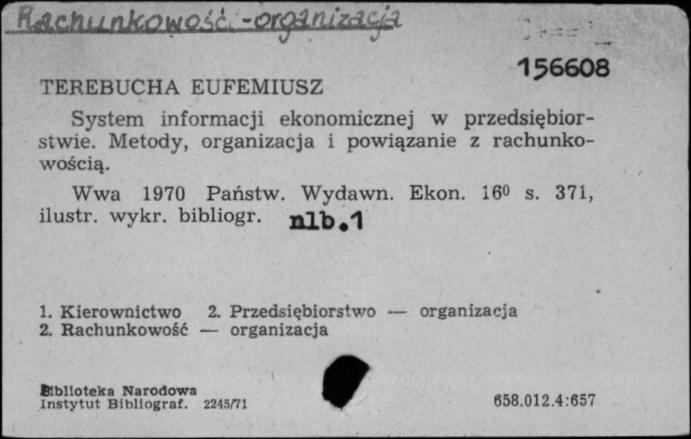 Rachunkowość-organizacja
156608
TEREBUCHA EUFEMIUSZ
System informacji ekonomicznej w przedsiębior-
stwie. Metody, organizacja i powiązanie z rachunko-
wością.
Wwa 1970 Państw. Wydawn. Ekon. 16⁰ s. 371,
ilustr. wykr. bibliogr. nlb.1
1. Kierownictwo 2. Przedsiębiorstwo — organizacja
2. Rachunkowość — organizacja
Biblioteka Narodowa
Instytut Bibliograf. 2245/71
658.012.4:657